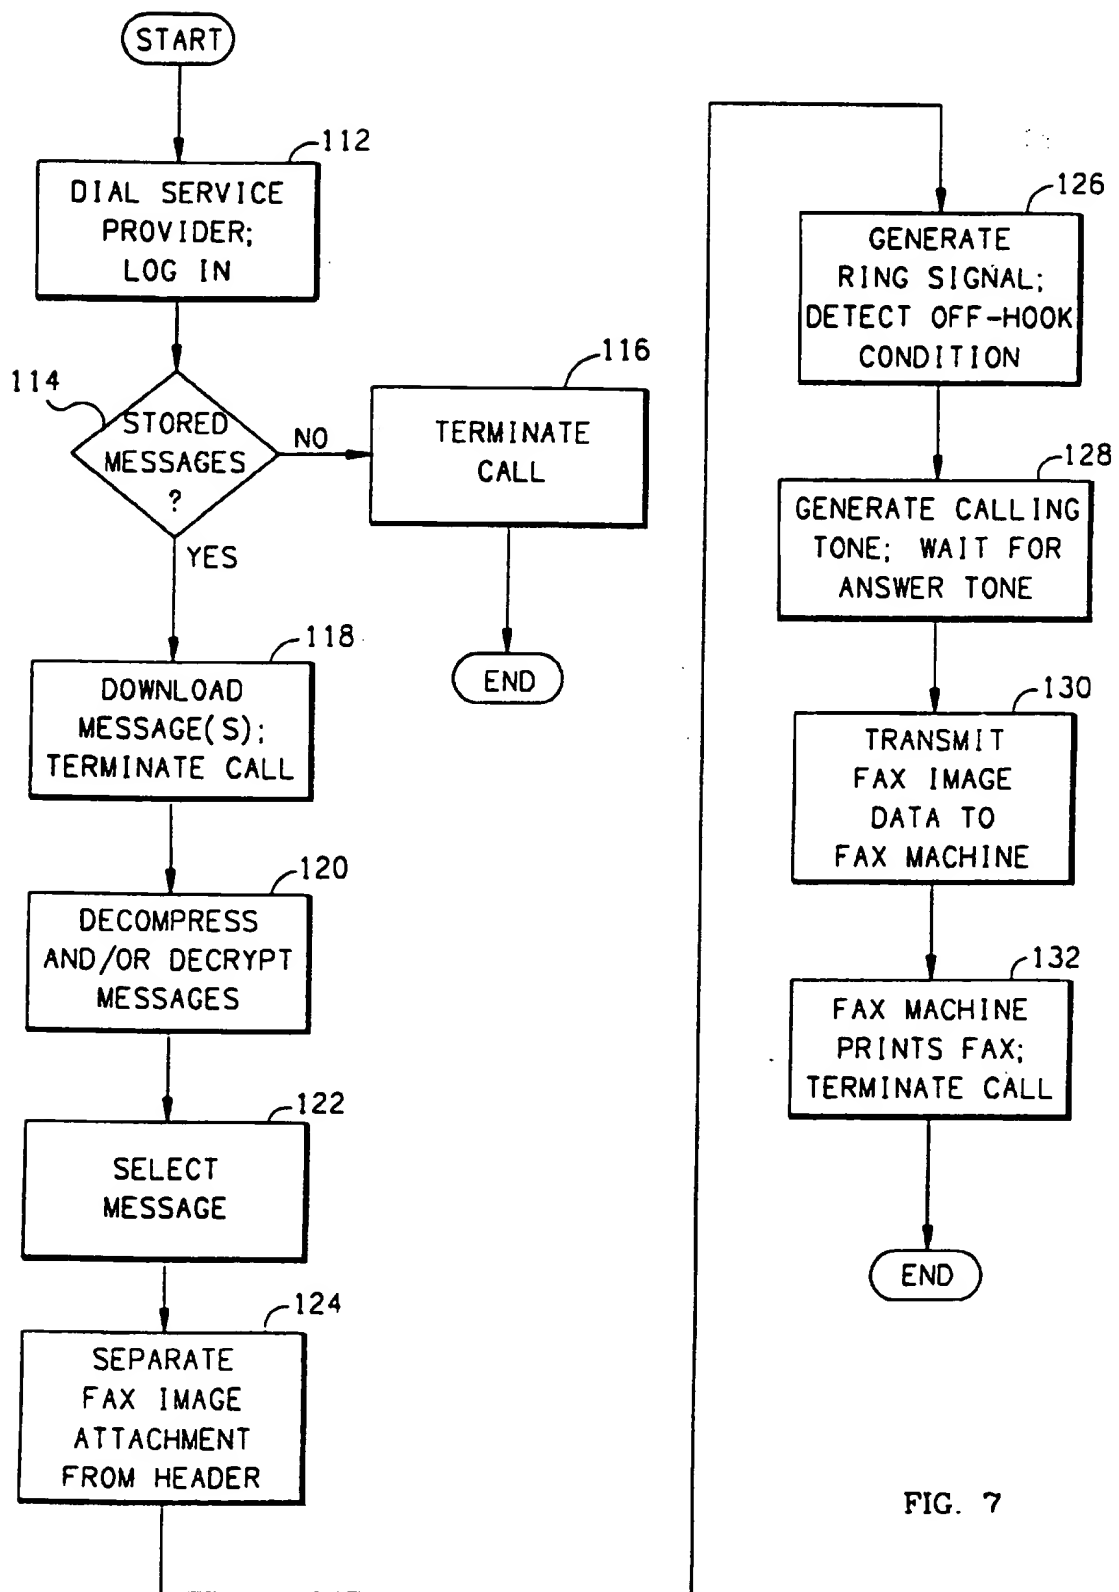 START
112
DIAL SERVICE
PROVIDER;
LOG IN
114
STORED
MESSAGES
?
NO
YES
116
TERMINATE
CALL
END
118
DOWNLOAD
MESSAGE(S);
TERMINATE CALL
120
DECOMPRESS
AND/OR DECRYPT
MESSAGES
122
SELECT
MESSAGE
124
SEPARATE
FAX IMAGE
ATTACHMENT
FROM HEADER
126
GENERATE
RING SIGNAL;
DETECT OFF-HOOK
CONDITION
128
GENERATE CALLING
TONE; WAIT FOR
ANSWER TONE
130
TRANSMIT
FAX IMAGE
DATA TO
FAX MACHINE
132
FAX MACHINE
PRINTS FAX;
TERMINATE CALL
END
FIG. 7